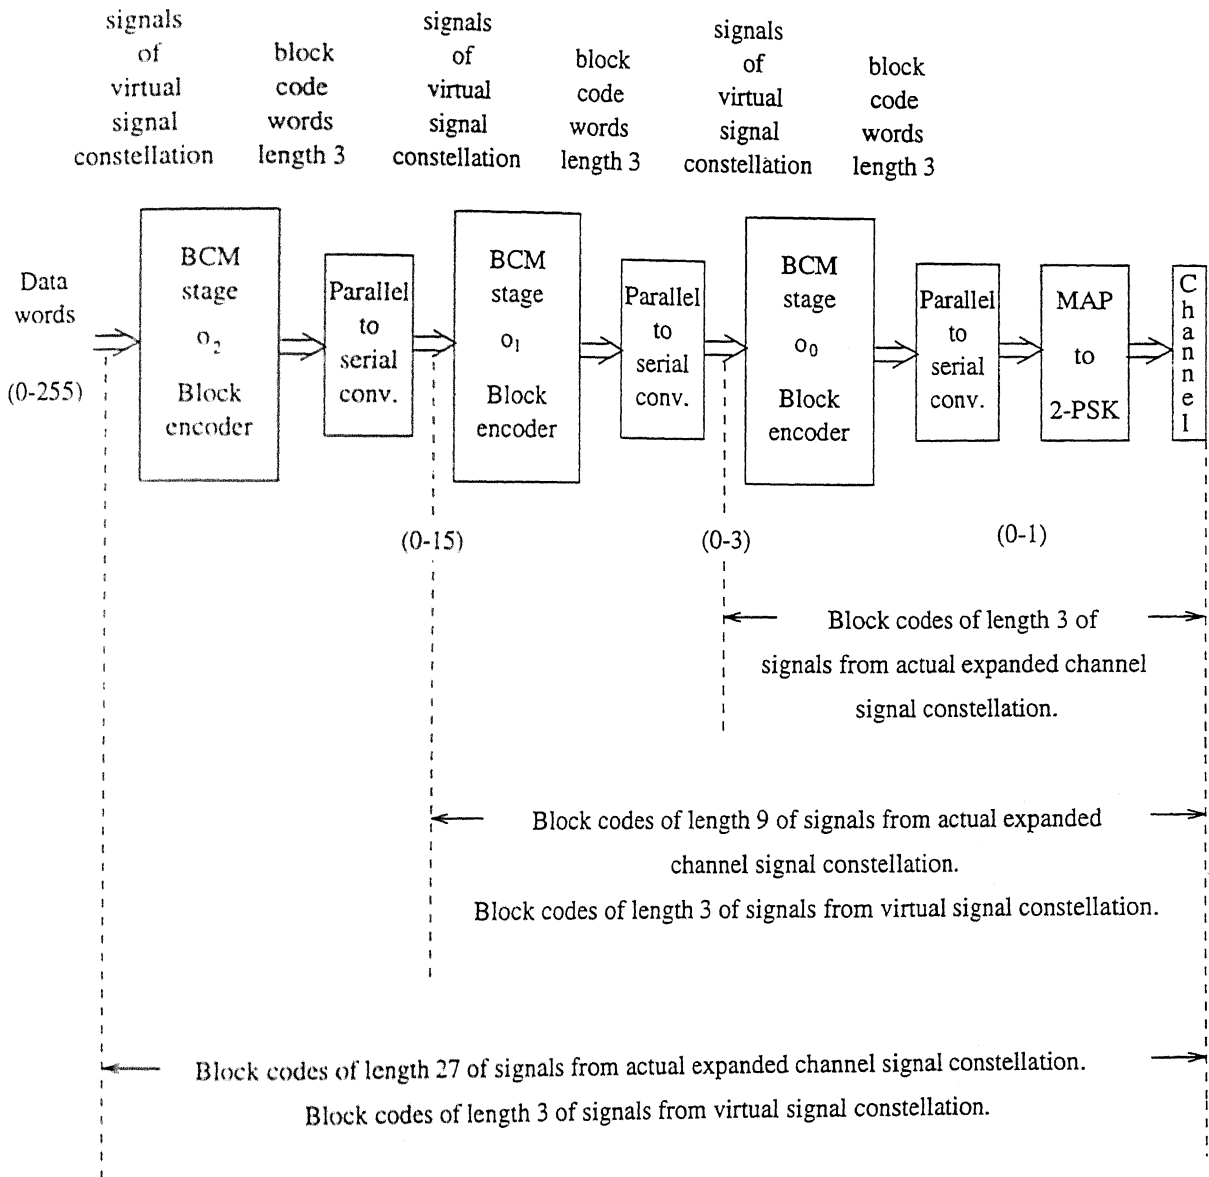 signals
of
virtual
signal
constellation
block
code
words
length 3
signals
of
virtual
signal
constellation
block
code
words
length 3
signals
of
virtual
signal
constellation
block
code
words
length 3
Data
words
(0-255)
BCM
stage
o2
Block
encoder
Parallel
to
serial
conv.
BCM
stage
o1
Block
encoder
Parallel
to
serial
conv.
BCM
stage
o0
Block
encoder
Parallel
to
serial
conv.
MAP
to
2-PSK
Channel
(0-15)
(0-3)
(0-1)
Block codes of length 3 of
signals from actual expanded channel
signal constellation.
Block codes of length 9 of signals from actual expanded
channel signal constellation.
Block codes of length 3 of signals from virtual signal constellation.
Block codes of length 27 of signals from actual expanded channel signal constellation.
Block codes of length 3 of signals from virtual signal constellation.